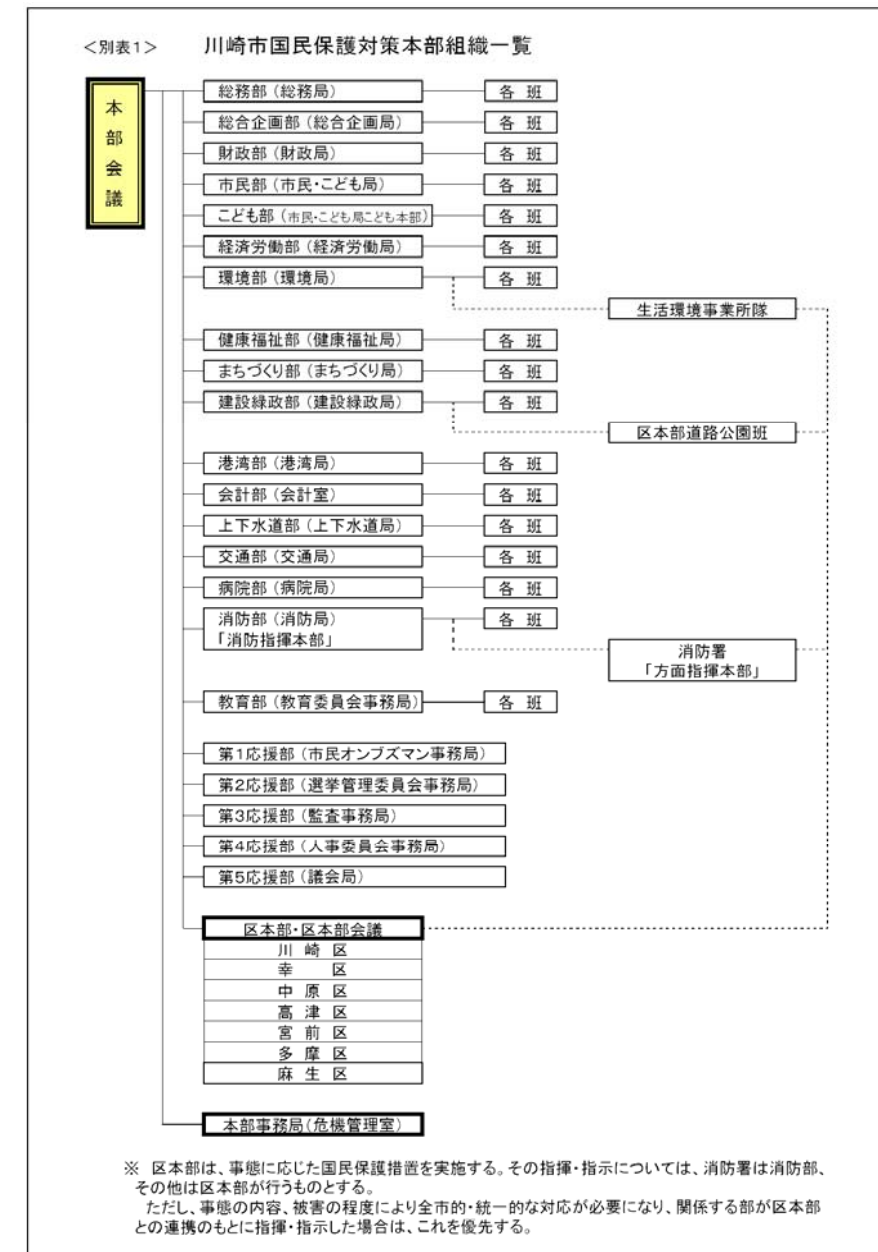 <別表1>　川崎市国民保護対策本部組織一覧
本部会議
総務部（総務局）　各 班
総合企画部（総合企画局）　各 班
財政部（財政局）　各 班
市民部（市民・こども局）　各 班
こども部（市民・こども局こども本部）　各 班
経済労働部（経済労働局）　各 班
環境部（環境局）　各 班
生活環境事業所隊
健康福祉部（健康福祉局）　各 班
まちづくり部（まちづくり局）　各 班
建設緑政部（建設緑政局）　各 班
区本部道路公園班
港湾部（港湾局）　各 班
会計部（会計室）　各 班
上下水道部（上下水道局）　各 班
交通部（交通局）　各 班
病院部（病院局）　各 班
消防部（消防局）　各 班
「消防指揮本部」
消防署
「方面指揮本部」
教育部（教育委員会事務局）　各 班
第1応援部（市民オンブズマン事務局）
第2応援部（選挙管理委員会事務局）
第3応援部（監査事務局）
第4応援部（人事委員会事務局）
第5応援部（議会局）
区本部・区本部会議
川 崎 区
幸　　区
中 原 区
高 津 区
宮 前 区
多 摩 区
麻 生 区
本部事務局（危機管理室）
※　区本部は、事態に応じた国民保護措置を実施する。その指揮・指示については、消防署は消防部、
その他は区本部が行うものとする。
ただし、事態の内容、被害の程度により全市的・統一的な対応が必要になり、関係する部が区本部
との連携のもとに指揮・指示した場合は、これを優先する。